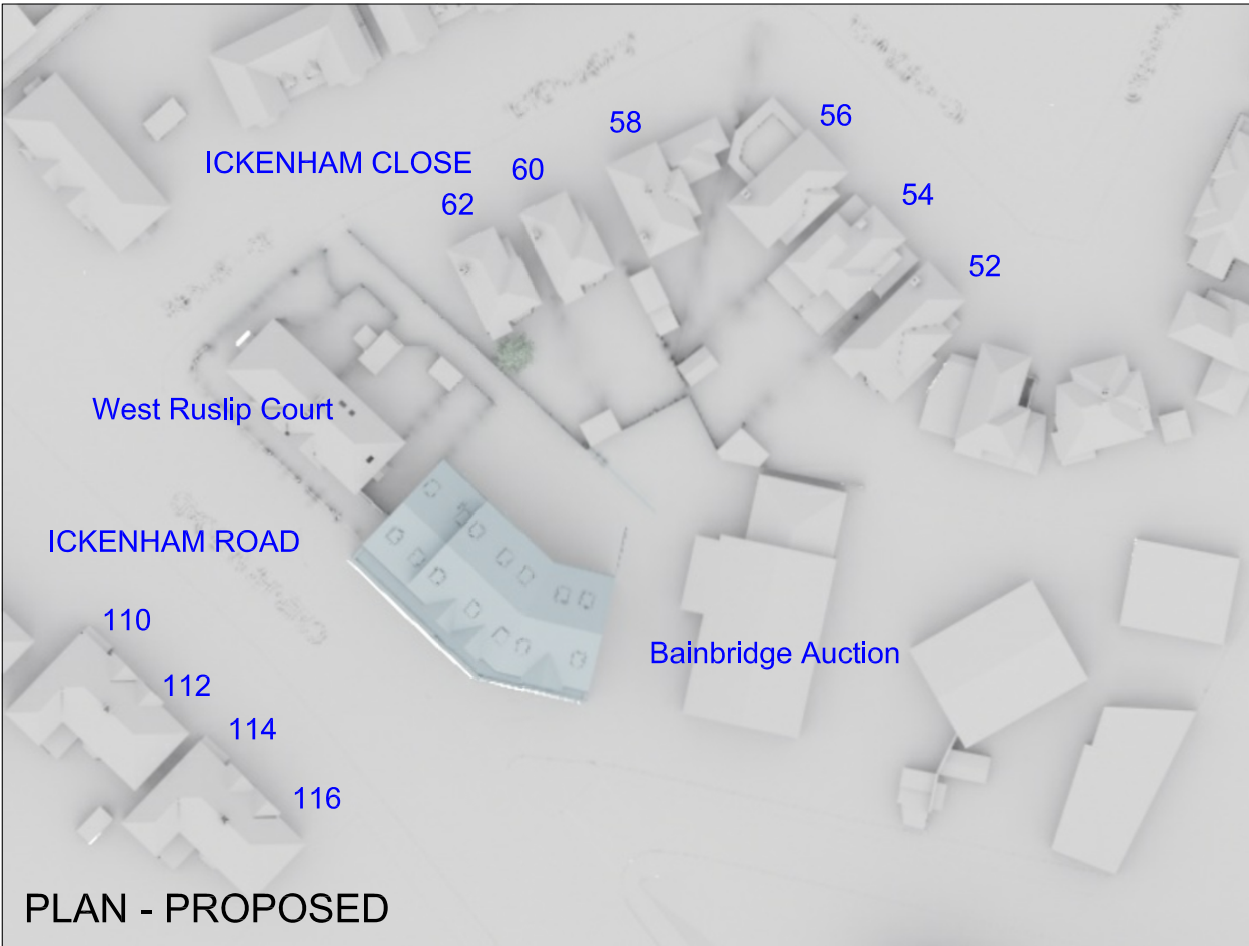 58
56
ICKENHAM CLOSE
60
62
54
52
West Ruslip Court
ICKENHAM ROAD
110
Bainbridge Auction
112
114
116
PLAN - PROPOSED